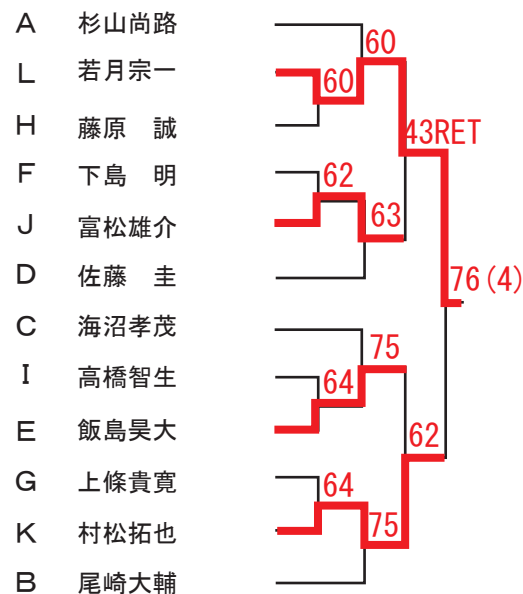 A 杉山尚路
60
L 若月宗一
60
H 藤原 誠
43RET
F 下島 明
62
J 富松雄介
63
D 佐藤 圭
76(4)
C 海沼孝茂
75
I 高橋智生
64
E 飯島昊大
62
G 上條貴寛
64
K 村松拓也
75
B 尾崎大輔